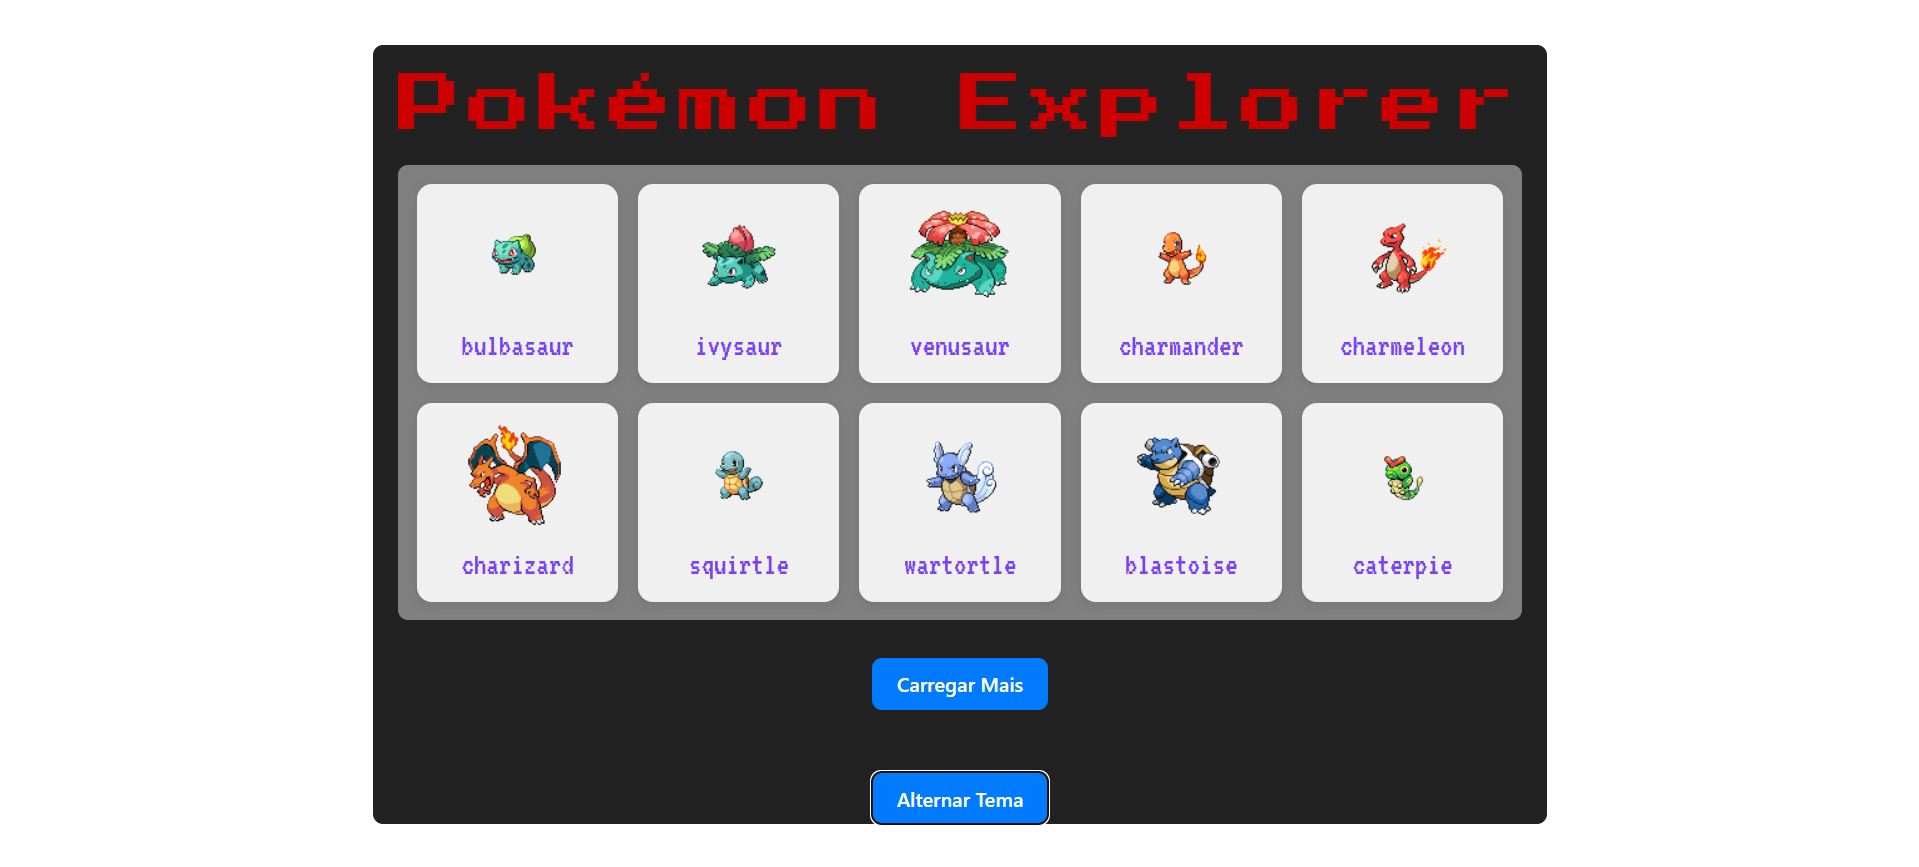 Pokémon Explorer
bulbasaur
ivysaur
venusaur
charmander
charmeleon
charizard
squirtle
wartortle
blastoise
caterpie
Carregar Mais
Alternar Tema